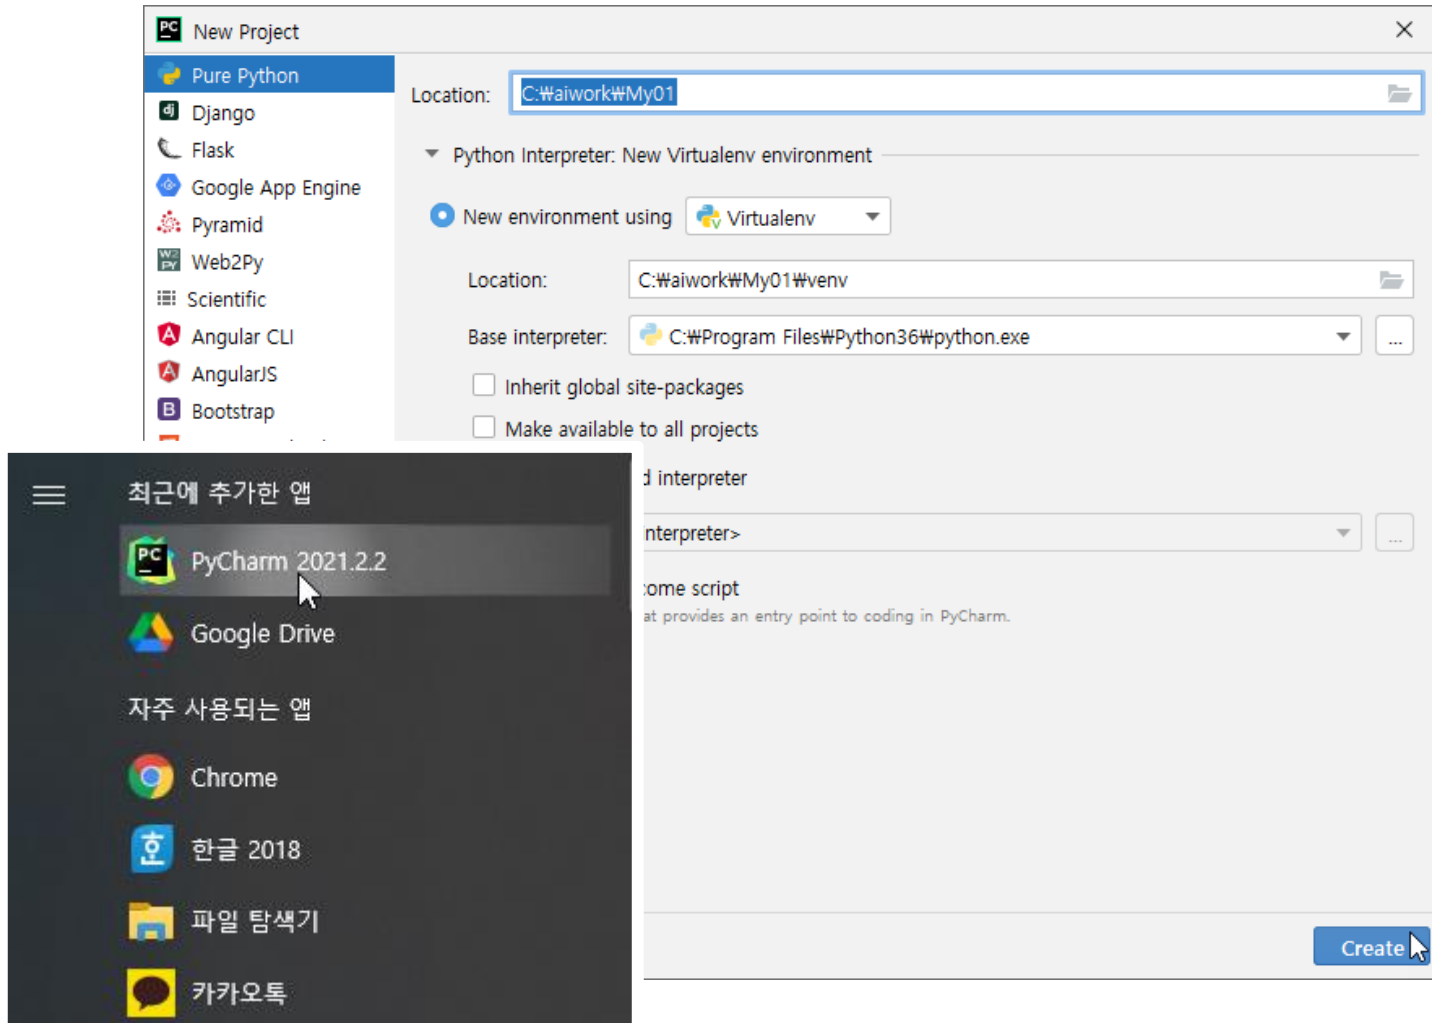 New Project
Pure Python
Django
Flask
Google App Engine
Pyramid
Web2Py
Scientific
Angular CLI
AngularJS
Bootstrap
Location: C:₩aiwork₩My01
Python Interpreter: New Virtualenv environment
New environment using Virtualenv
Location: C:₩aiwork₩My01₩venv
Base interpreter: C:₩Program Files₩Python36₩python.exe ...
Inherit global site-packages
Make available to all projects
interpreter
interpreter> ...
script
provides an entry point to coding in PyCharm.
Create
최근에 추가한 앱
PC PyCharm 2021.2.2
Google Drive
자주 사용되는 앱
Chrome
한글 2018
파일 탐색기
카카오톡